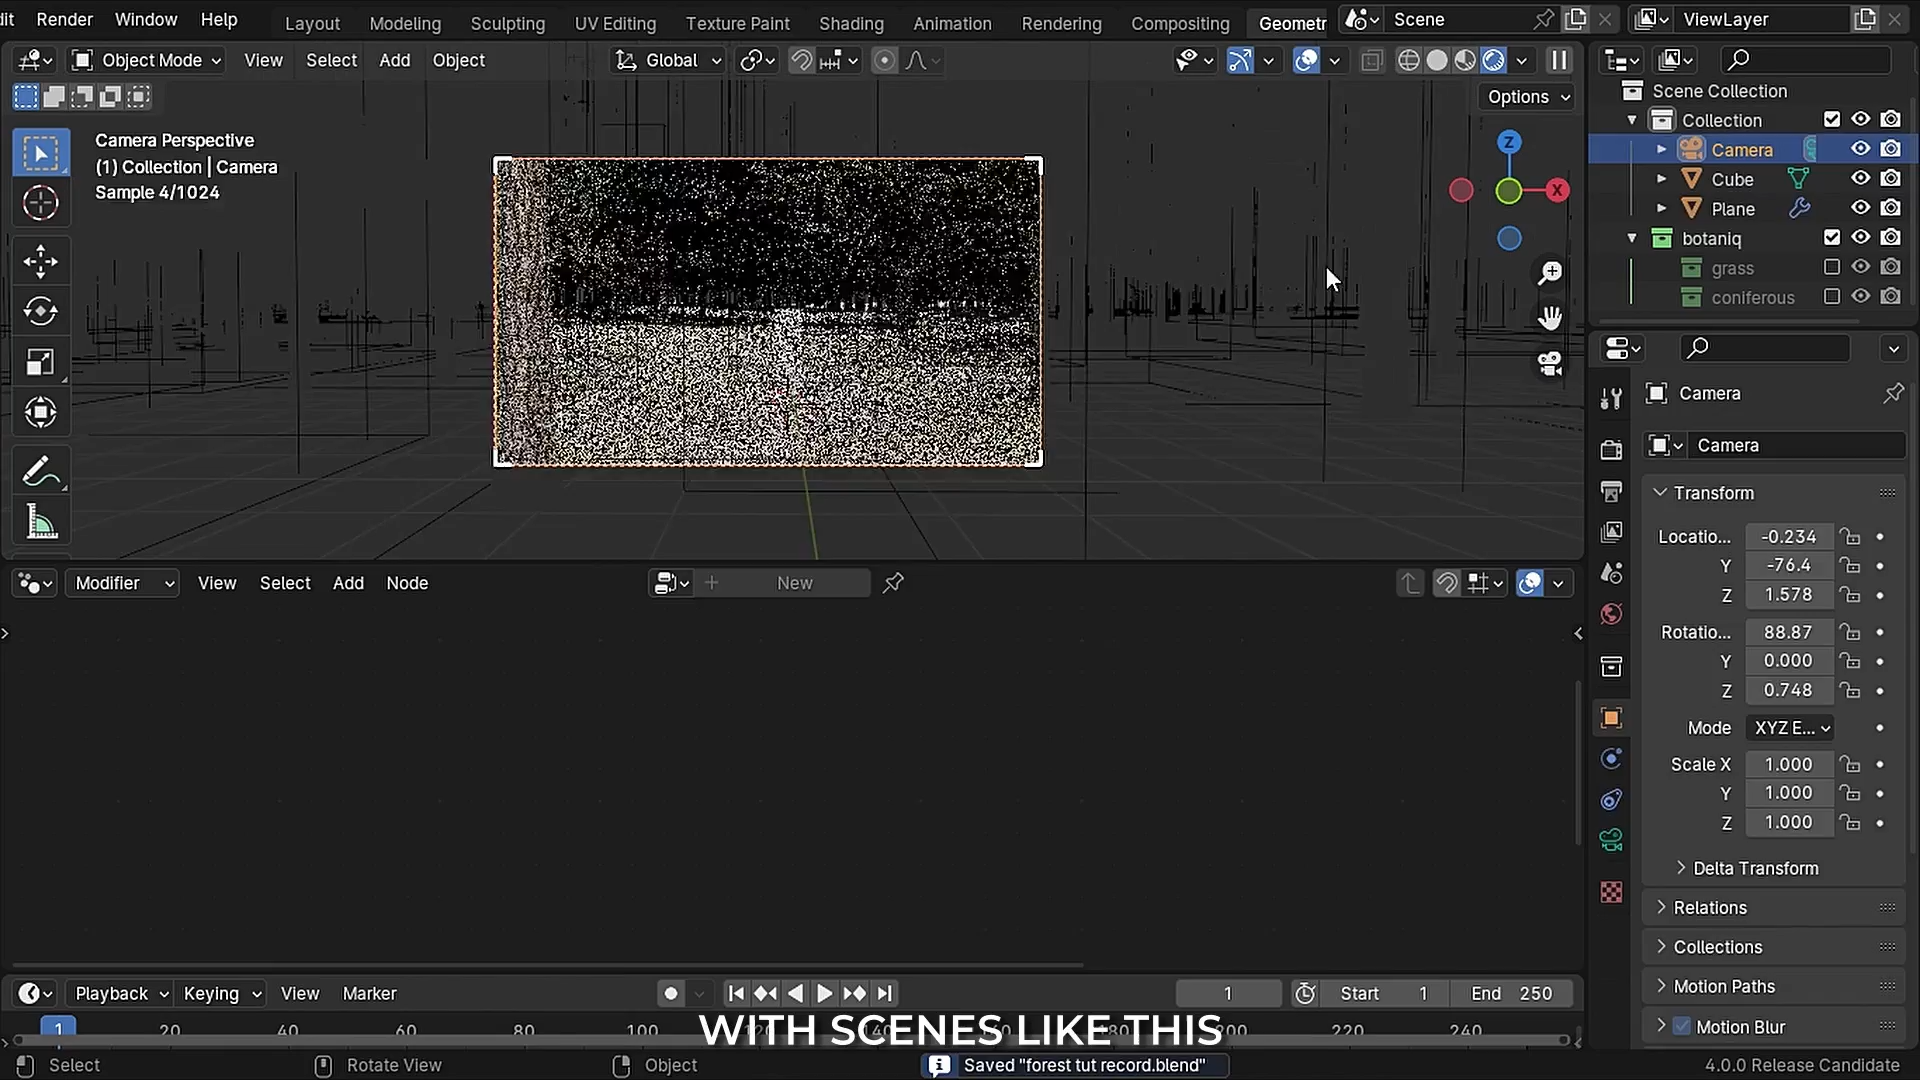 dit Render Window Help Layout Modeling Sculpting UV Editing Texture Paint Shading Animation Rendering Compositing Geometr Scene ViewLayer
Object Mode View Select Add Object Global
Options
Camera Perspective
(1) Collection | Camera
Sample 4/1024
Z
X
Scene Collection
Collection
Camera
Cube
Plane
botaniq
grass
coniferous
Camera
Camera
Transform
Locatio... -0.234
Y -76.4
Z 1.578
Rotatio... 88.87
Y 0.000
Z 0.748
Mode XYZ E...
Scale X 1.000
Y 1.000
Z 1.000
Delta Transform
Relations
Collections
Motion Paths
Motion Blur
Modifier View Select Add Node New
Playback Keying View Marker 1 Start 1 End 250
1 20 40 60 80 100 200 220 240
WITH SCENES LIKE THIS
Select Rotate View Object Saved "forest tut record.blend" 4.0.0 Release Candidate